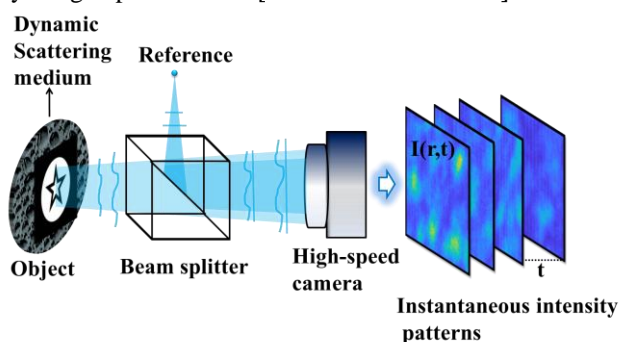 Dynamic
Scattering
medium
Reference
I(r,t)
Object
Beam splitter
High-speed
camera
t
Instantaneous intensity
patterns